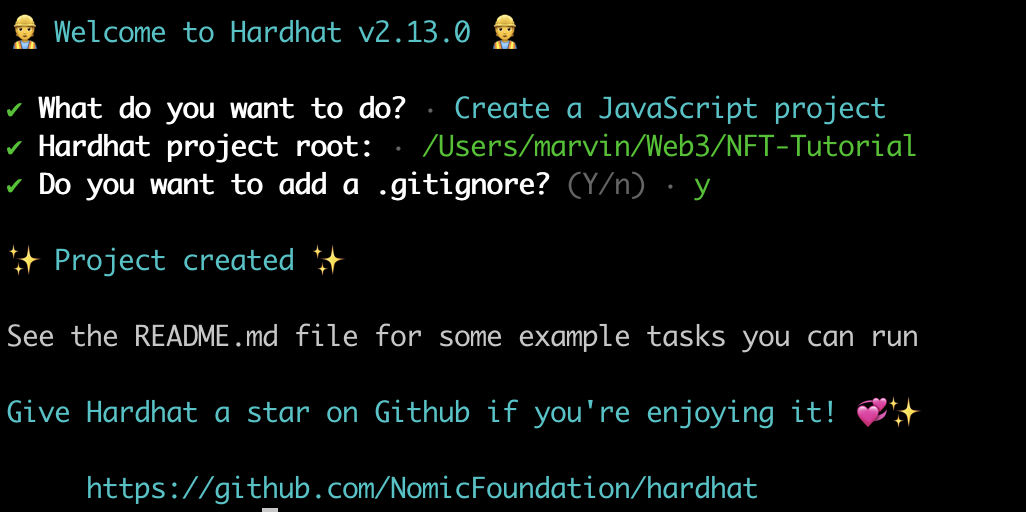 👷 Welcome to Hardhat v2.13.0 👷
✔ What do you want to do? · Create a JavaScript project
✔ Hardhat project root: · /Users/marvin/Web3/NFT-Tutorial
✔ Do you want to add a .gitignore? (Y/n) · y
✨ Project created ✨
See the README.md file for some example tasks you can run
Give Hardhat a star on Github if you're enjoying it! 💞✨
https://github.com/NomicFoundation/hardhat